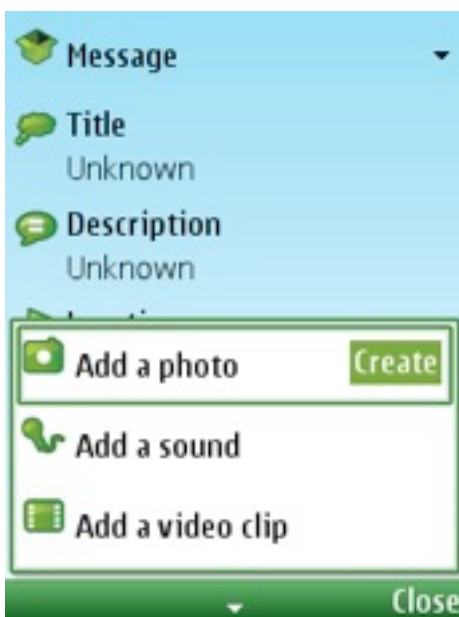 Message
Title
Unknown
Description
Unknown
Add a photo Create
Add a sound
Add a video clip
Close